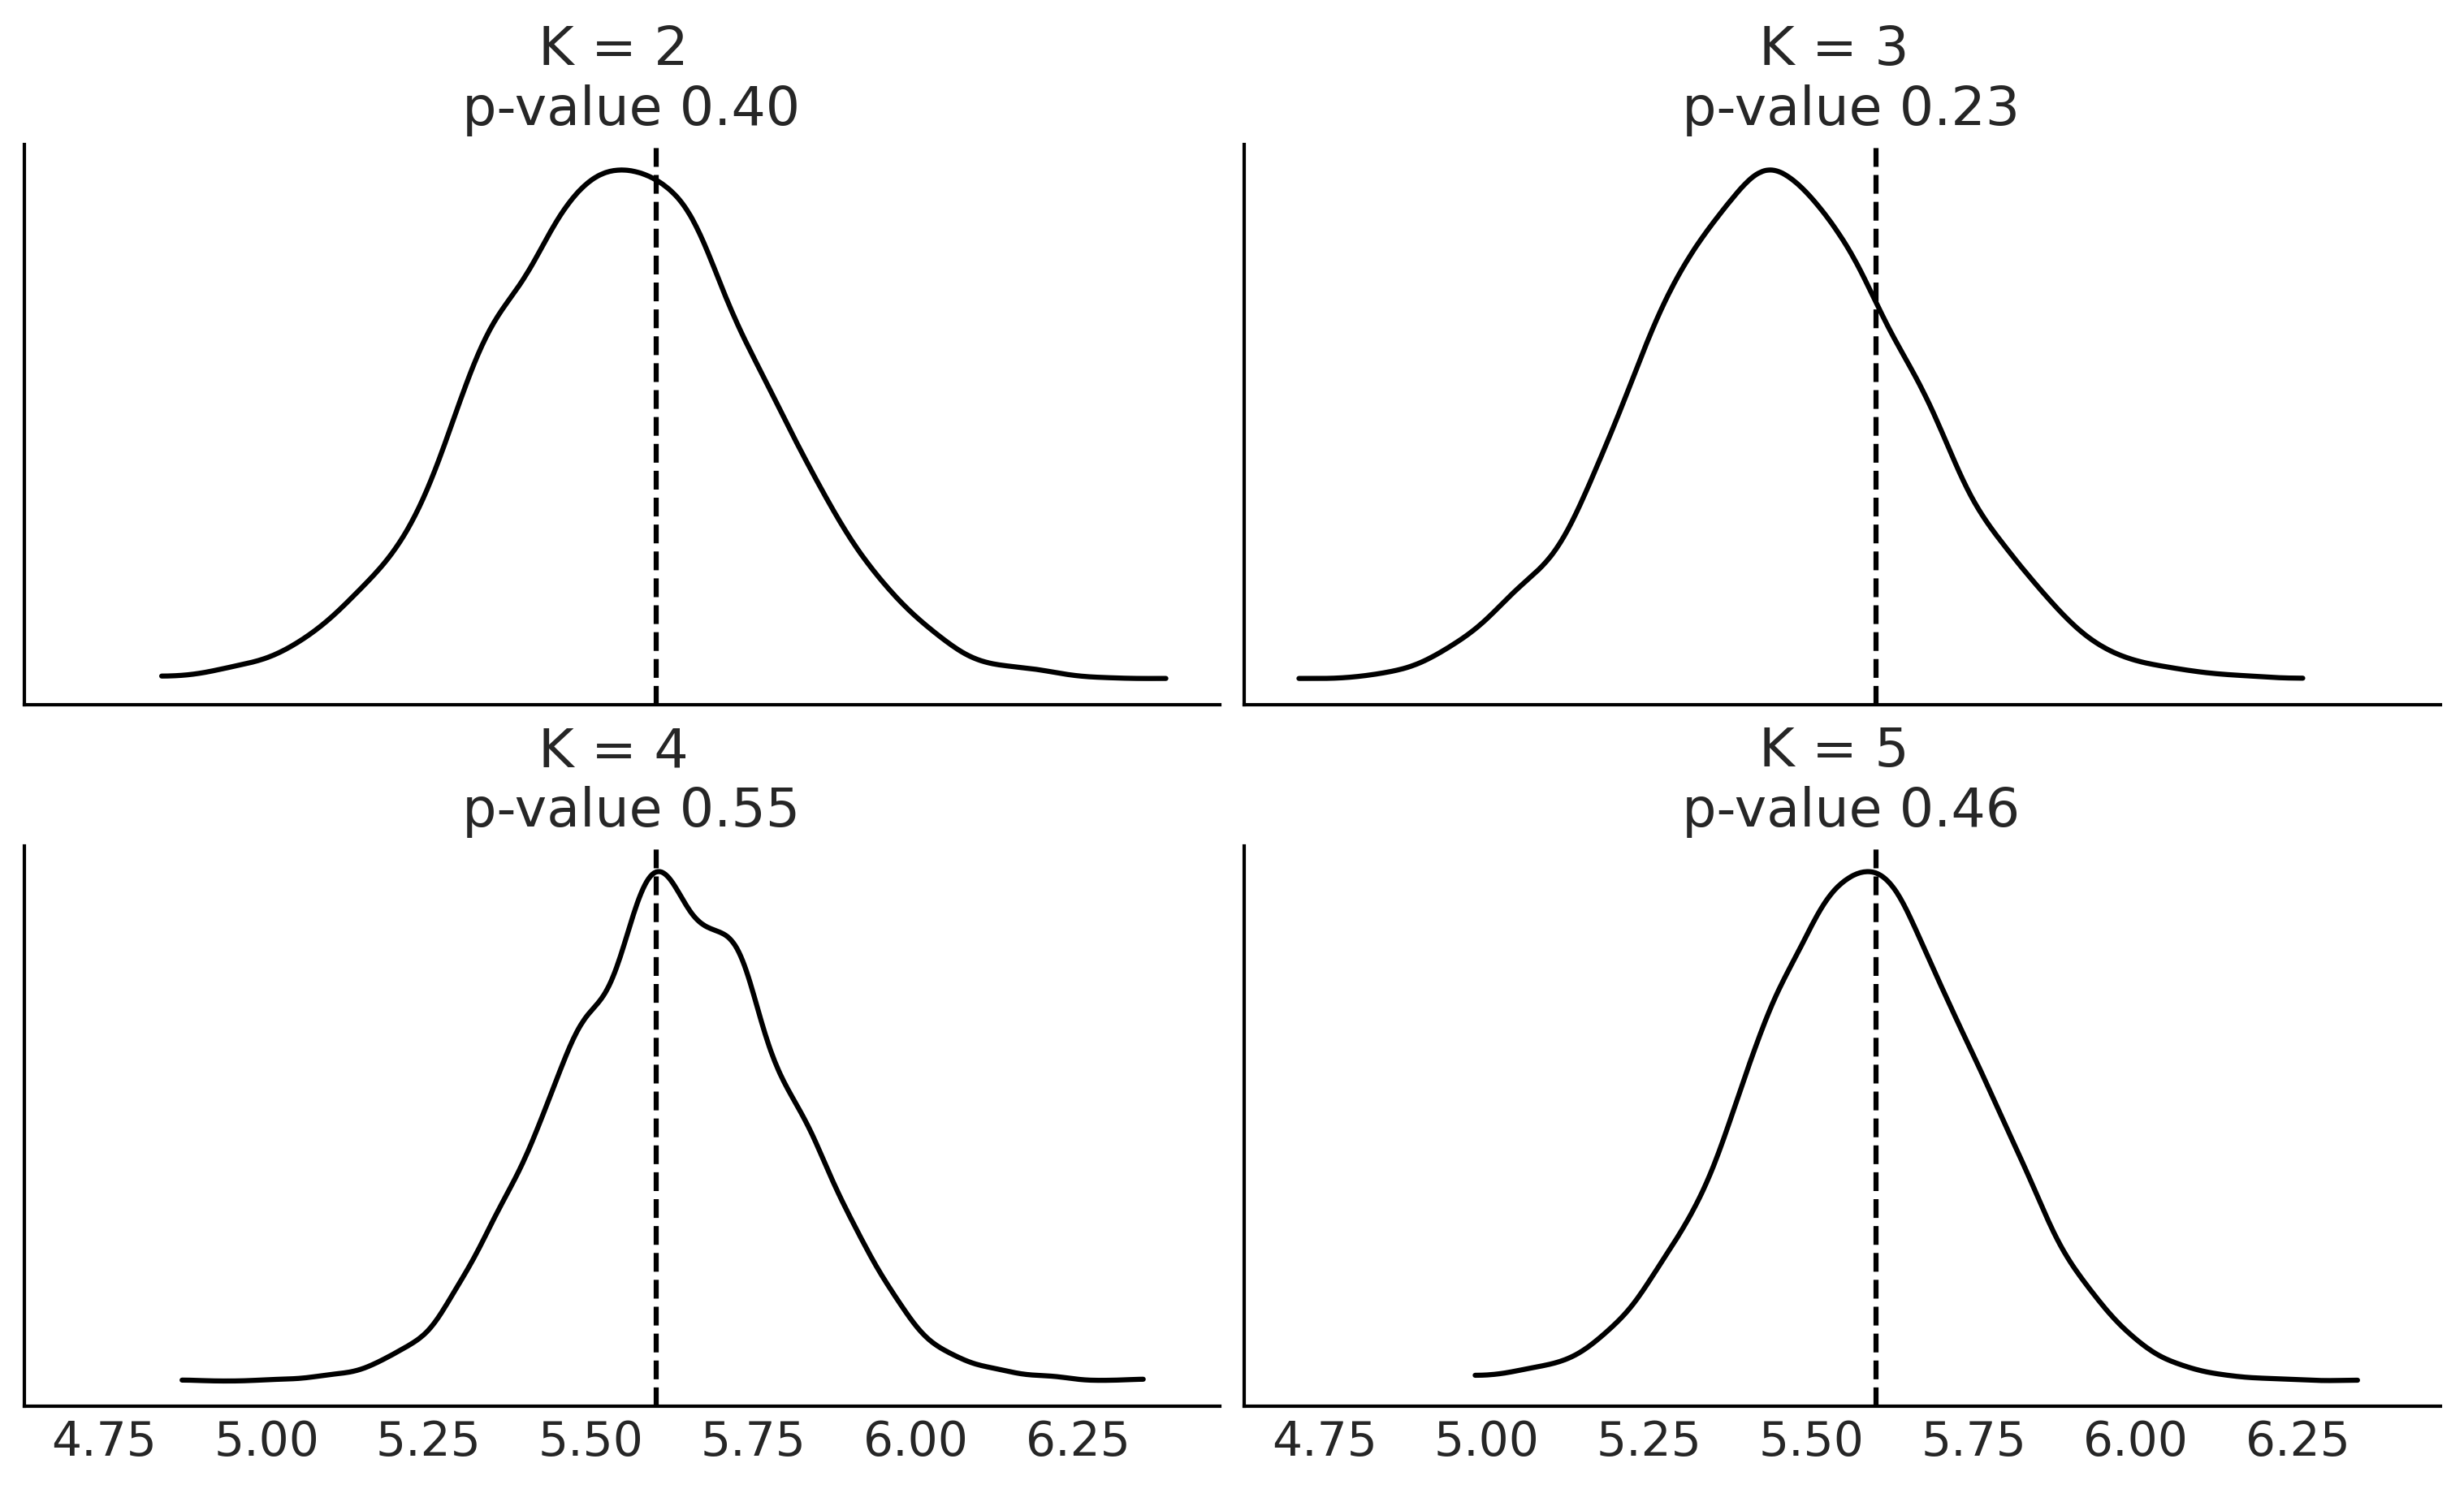 K = 2
p-value 0.40
K = 3
p-value 0.23
K = 4
p-value 0.55
K = 5
p-value 0.46
4.75 5.00 5.25 5.50 5.75 6.00 6.25
4.75 5.00 5.25 5.50 5.75 6.00 6.25